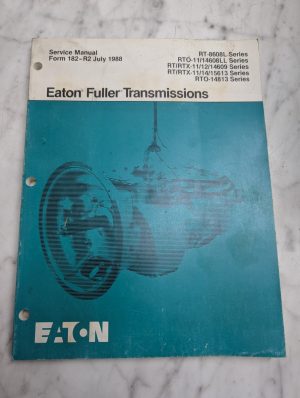 Service Manual
Form 182-R2 July 1988
RT-8608L Series
RTO-11/14608LL Series
RT/RTX-11/12/14609 Series
RT/RTX-11/14/15613 Series
RTO-14613 Series
Eaton® Fuller Transmissions
EATON